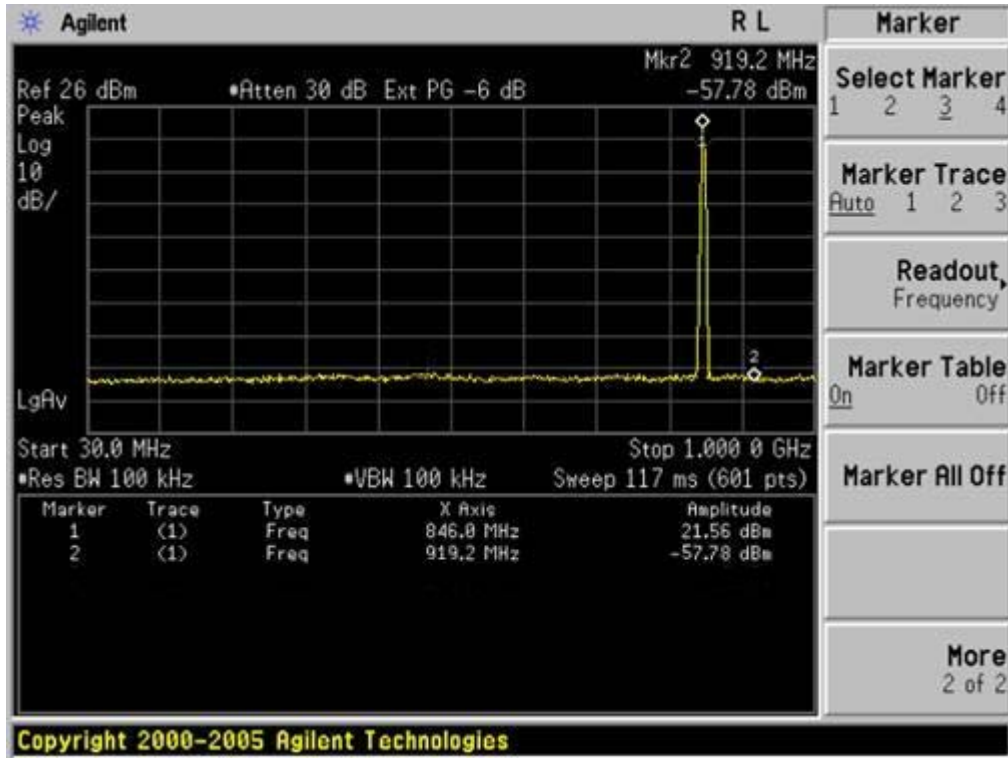 Agilent R L
Mkr2 919.2 MHz
Ref 26 dBm •Atten 30 dB Ext PG -6 dB -57.78 dBm
Peak
Log
10
dB/
1
2
LgAv
Start 30.0 MHz Stop 1.000 0 GHz
•Res BW 100 kHz •VBW 100 kHz Sweep 117 ms (601 pts)
Marker Trace Type X Axis Amplitude
1 (1) Freq 846.0 MHz 21.56 dBm
2 (1) Freq 919.2 MHz -57.78 dBm
Copyright 2000-2005 Agilent Technologies
Marker
Select Marker
1 2 3 4
Marker Trace
Auto 1 2 3
Readout
Frequency
Marker Table
On Off
Marker All Off
More
2 of 2